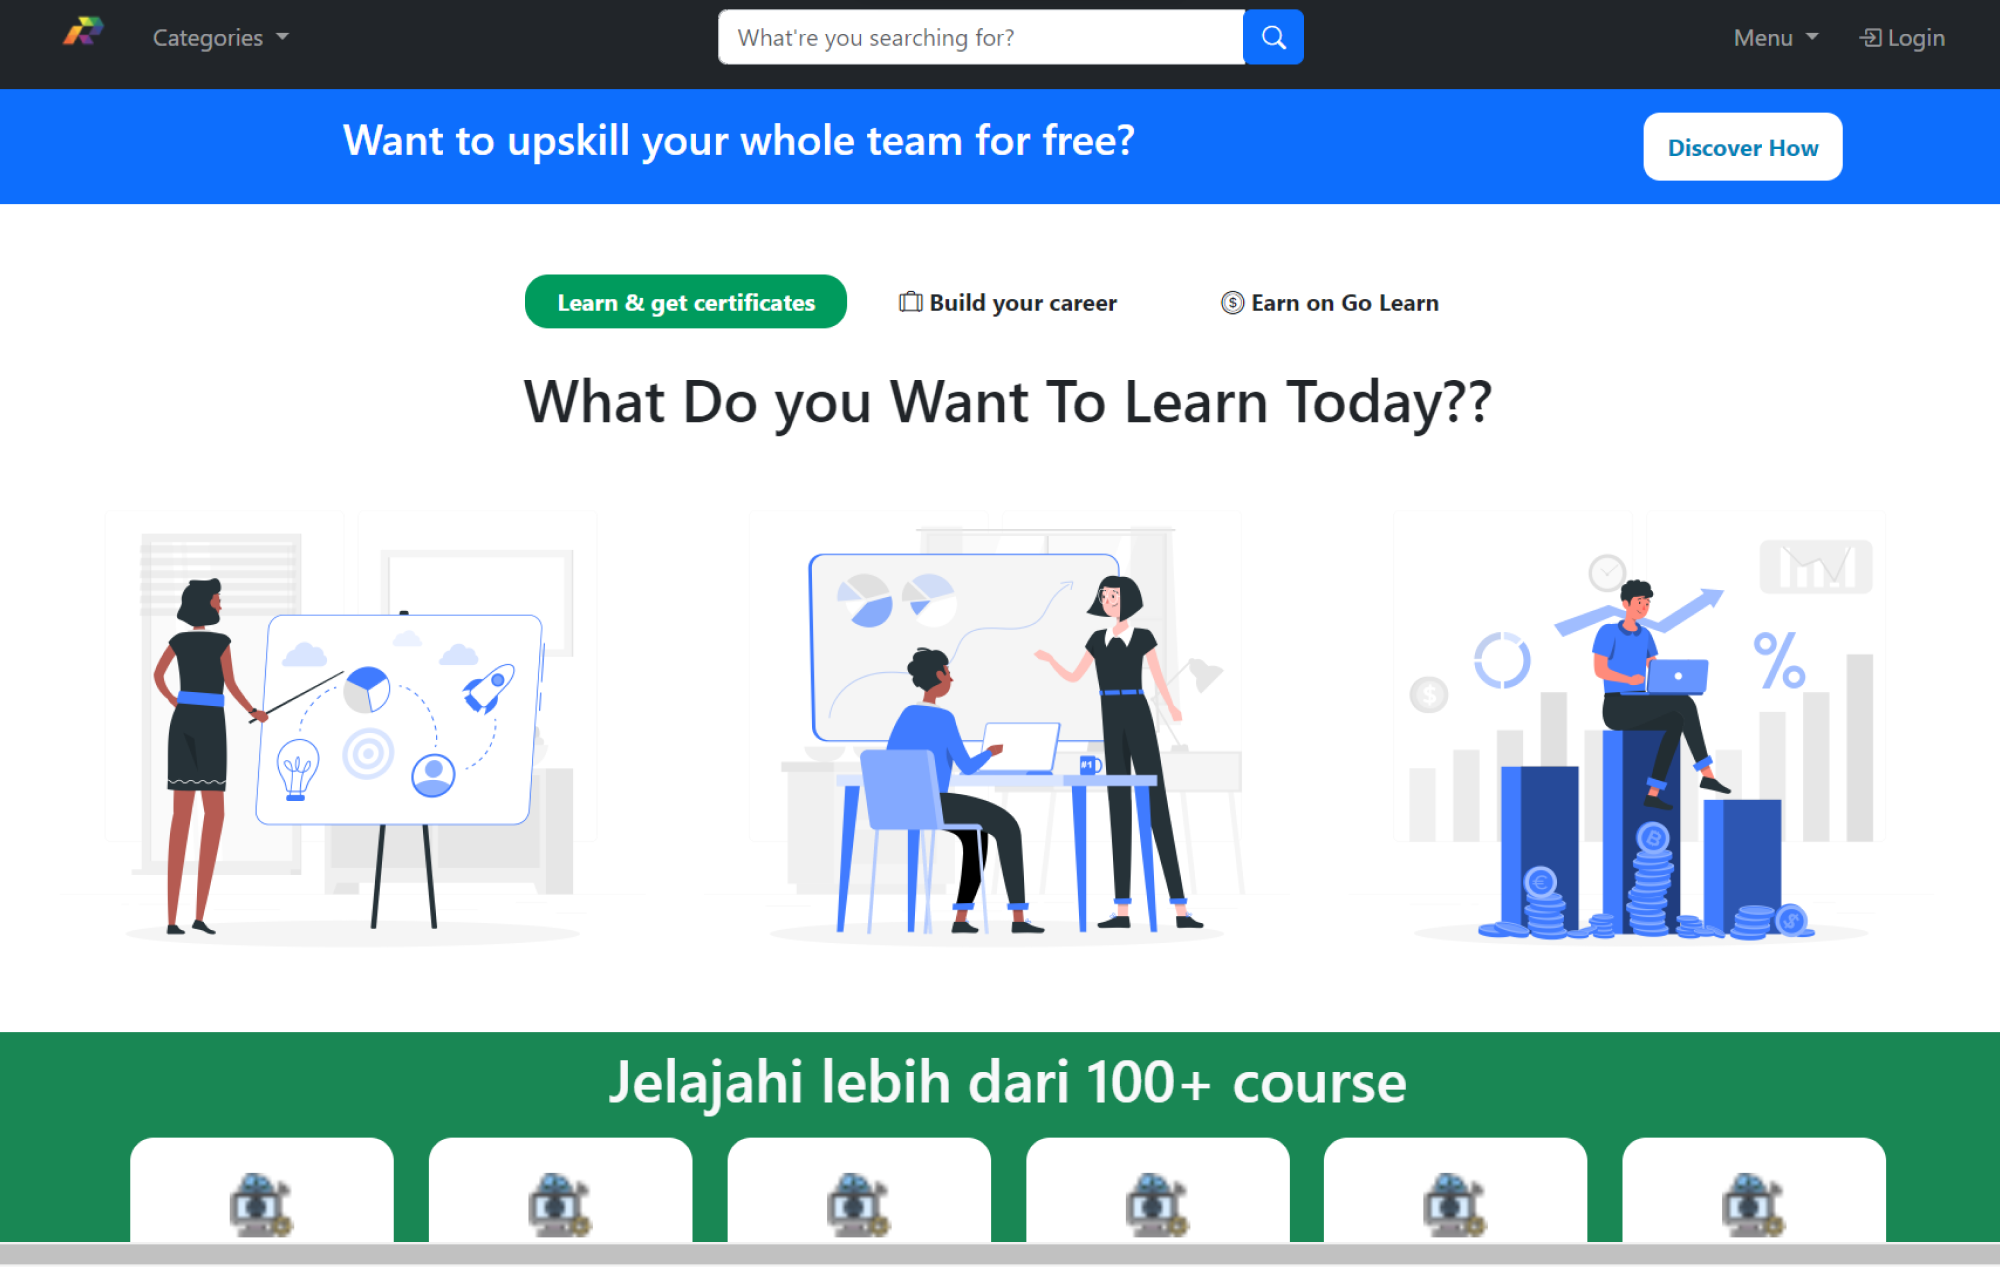 Categories
What're you searching for?
Menu
Login
Want to upskill your whole team for free?
Discover How
Learn & get certificates
Build your career
Earn on Go Learn
What Do you Want To Learn Today??
#1
Jelajahi lebih dari 100+ course